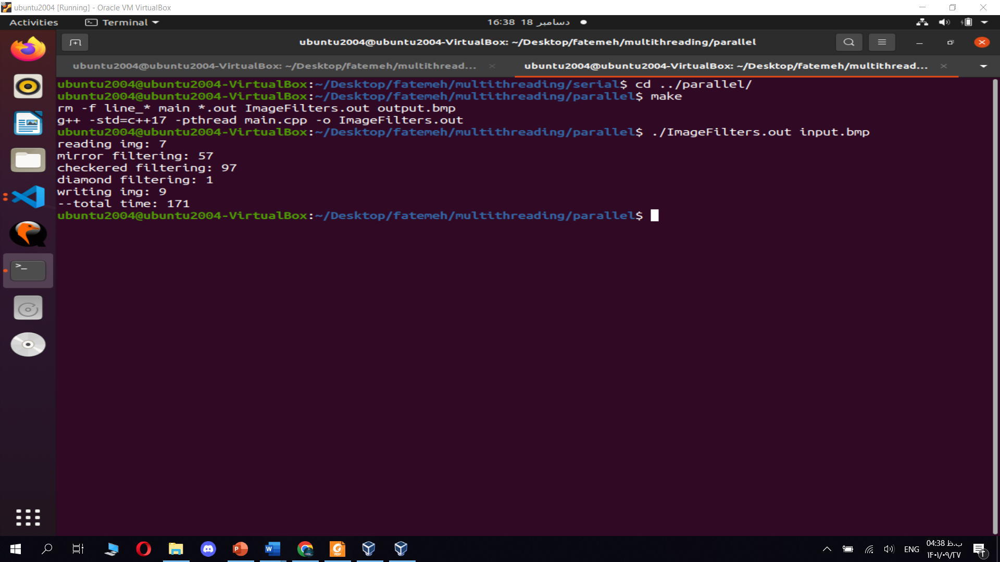 ubuntu2004 [Running] - Oracle VM VirtualBox
Activities
Terminal
16:38 18 دسامبر
ubuntu2004@ubuntu2004-VirtualBox: ~/Desktop/fatemeh/multithreading/parallel
ubuntu2004@ubuntu2004-VirtualBox: ~/Desktop/fatemeh/multithread...
ubuntu2004@ubuntu2004-VirtualBox: ~/Desktop/fatemeh/multithread...
ubuntu2004@ubuntu2004-VirtualBox:~/Desktop/fatemeh/multithreading/serial$ cd ../parallel/
ubuntu2004@ubuntu2004-VirtualBox:~/Desktop/fatemeh/multithreading/parallel$ make
rm -f line_* main *.out ImageFilters.out output.bmp
g++ -std=c++17 -pthread main.cpp -o ImageFilters.out
ubuntu2004@ubuntu2004-VirtualBox:~/Desktop/fatemeh/multithreading/parallel$ ./ImageFilters.out input.bmp
reading img: 7
mirror filtering: 57
checkered filtering: 97
diamond filtering: 1
writing img: 9
--total time: 171
ubuntu2004@ubuntu2004-VirtualBox:~/Desktop/fatemeh/multithreading/parallel$
>_
P
W
PDF
ENG
04:38 ب.ظ
۱۴۰۱/۰۹/۲۷
۲